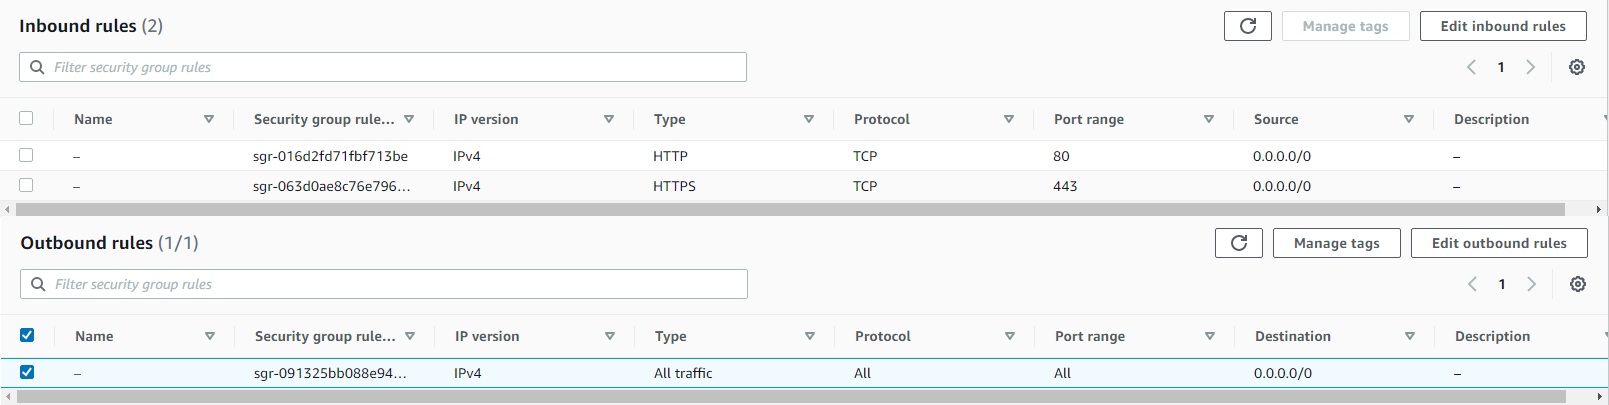 Inbound rules (2)
Manage tags
Edit inbound rules
Filter security group rules
1
Name Security group rule... IP version Type Protocol Port range Source Description
– sgr-016d2fd71fbf713be IPv4 HTTP TCP 80 0.0.0.0/0 –
– sgr-063d0ae8c76e796... IPv4 HTTPS TCP 443 0.0.0.0/0 –
Outbound rules (1/1)
Manage tags
Edit outbound rules
Filter security group rules
1
Name Security group rule... IP version Type Protocol Port range Destination Description
– sgr-091325bb088e94... IPv4 All traffic All All 0.0.0.0/0 –